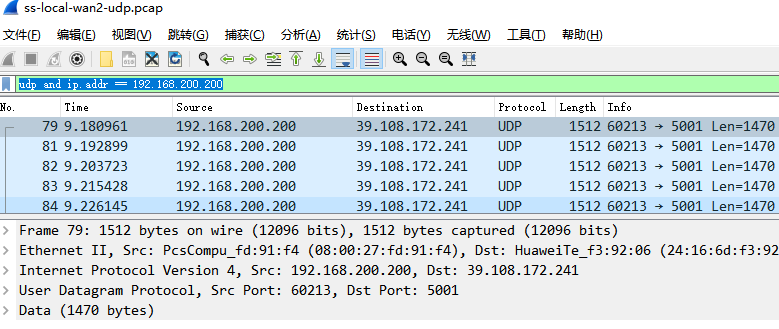 ss-local-wan2-udp.pcap
文件(F) 编辑(E) 视图(V) 跳转(G) 捕获(C) 分析(A) 统计(S) 电话(Y) 无线(W) 工具(T) 帮助(H)
udp and ip.addr == 192.168.200.200
No. Time Source Destination Protocol Length Info
79 9.180961 192.168.200.200 39.108.172.241 UDP 1512 60213 → 5001 Len=1470
81 9.192899 192.168.200.200 39.108.172.241 UDP 1512 60213 → 5001 Len=1470
82 9.203723 192.168.200.200 39.108.172.241 UDP 1512 60213 → 5001 Len=1470
83 9.215428 192.168.200.200 39.108.172.241 UDP 1512 60213 → 5001 Len=1470
84 9.226145 192.168.200.200 39.108.172.241 UDP 1512 60213 → 5001 Len=1470
Frame 79: 1512 bytes on wire (12096 bits), 1512 bytes captured (12096 bits)
Ethernet II, Src: PcsCompu_fd:91:f4 (08:00:27:fd:91:f4), Dst: HuaweiTe_f3:92:06 (24:16:6d:f3:92
Internet Protocol Version 4, Src: 192.168.200.200, Dst: 39.108.172.241
User Datagram Protocol, Src Port: 60213, Dst Port: 5001
Data (1470 bytes)